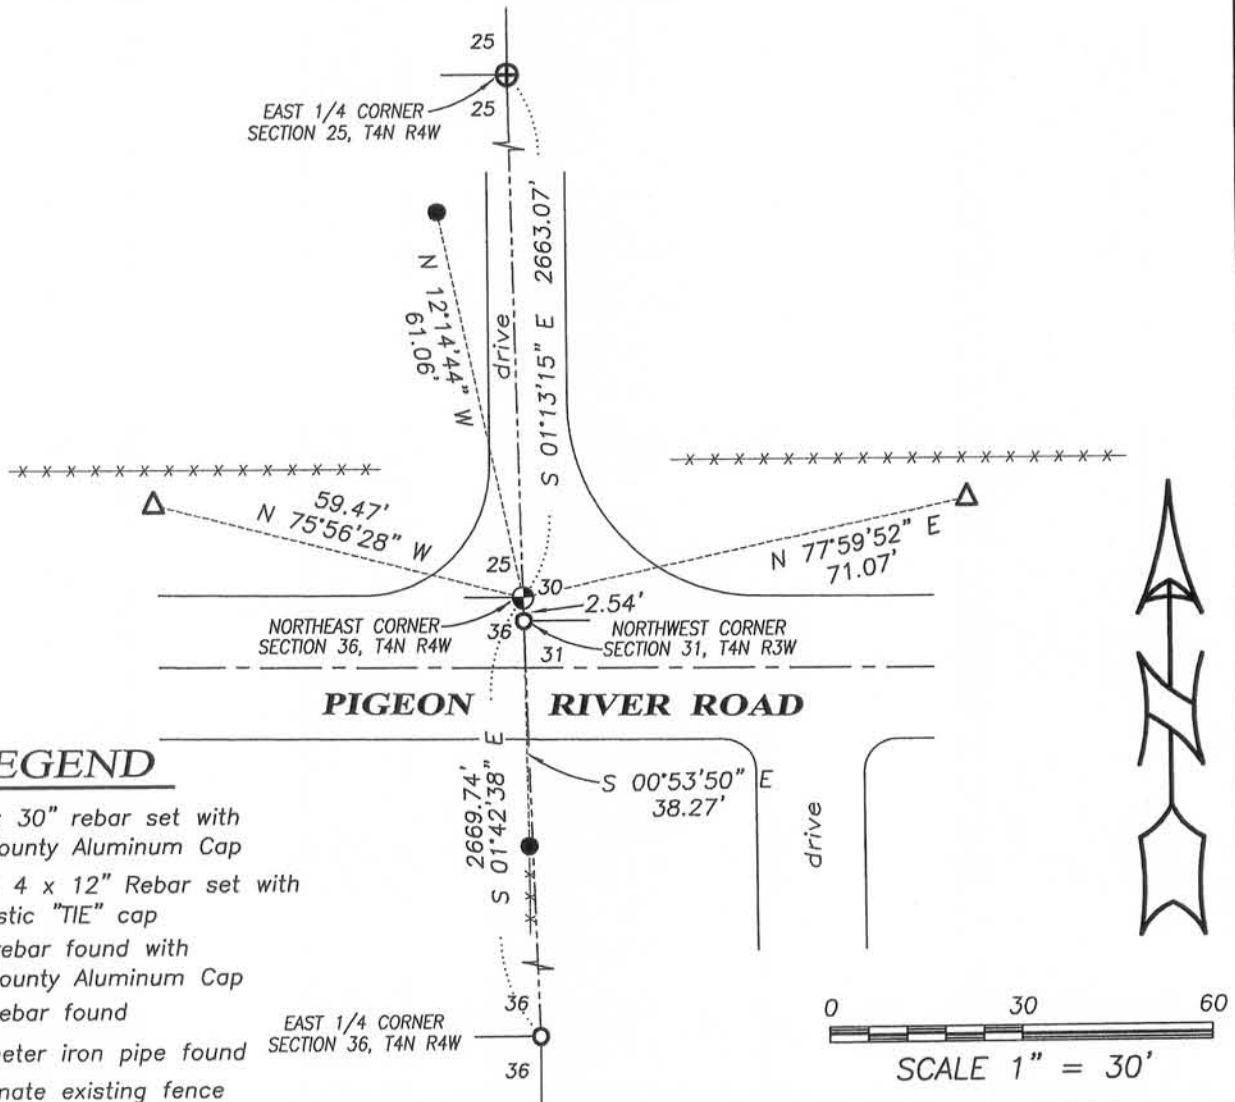 25
25
EAST 1/4 CORNER
SECTION 25, T4N R4W
S 01°13'15" E 2663.07'
N 12°14'44" W
61.06'
drive
59.47'
N 75°56'28" W
N 77°59'52" E
71.07'
25
30
2.54'
NORTHEAST CORNER
SECTION 36, T4N R4W
36
NORTHWEST CORNER
SECTION 31, T4N R3W
31
PIGEON RIVER ROAD
2669.74'
S 01°42'38" E
S 00°53'50" E
38.27'
drive
EGEND
30" rebar set with
ounty Aluminum Cap
4 x 12" Rebar set with
stic "TIE" cap
rebar found with
ounty Aluminum Cap
ebar found
eter iron pipe found
nate existing fence
36
EAST 1/4 CORNER
SECTION 36, T4N R4W
36
0 30 60
SCALE 1" = 30'